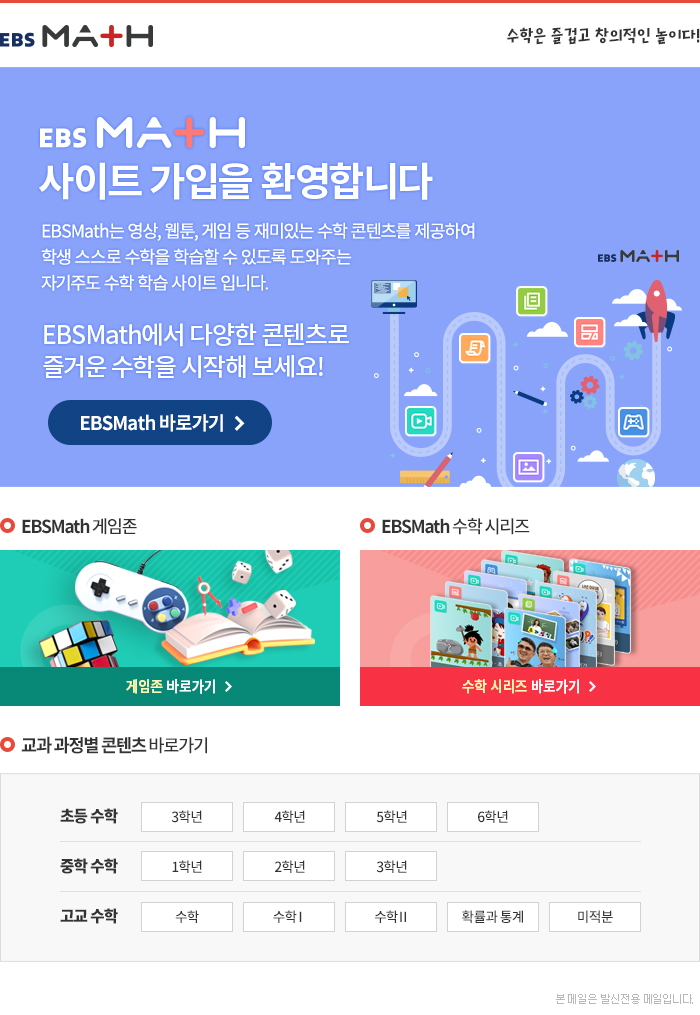 EBS MATH
수학은 즐겁고 창의적인 놀이다!
EBS MATH
사이트 가입을 환영합니다
EBSMath는 영상, 웹툰, 게임 등 재미있는 수학 콘텐츠를 제공하여
학생 스스로 수학을 학습할 수 있도록 도와주는
자기주도 수학 학습 사이트 입니다.
EBS MATH
EBSMath에서 다양한 콘텐츠로
즐거운 수학을 시작해 보세요!
EBSMath 바로가기
EBSMath 게임존
EBSMath 수학 시리즈
게임존 바로가기
수학 시리즈 바로가기
교과 과정별 콘텐츠 바로가기
초등 수학 3학년 4학년 5학년 6학년
중학 수학 1학년 2학년 3학년
고교 수학 수학 수학 I 수학 II 확률과 통계 미적분
본 메일은 발신전용 메일입니다.